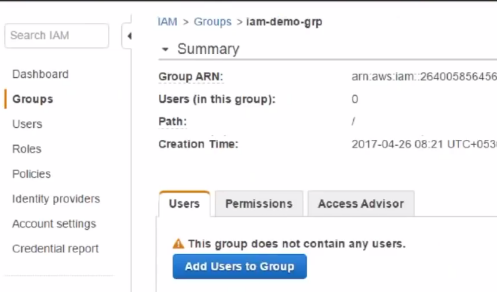 IAM > Groups > iam-demo-grp
Search IAM
Summary
Dashboard
Group ARN: arn:aws:iam::264005856456
Groups
Users (in this group): 0
Users
Path: /
Roles
Creation Time: 2017-04-26 08:21 UTC+053
Policies
Identity providers
Account settings
Credential report
Users Permissions Access Advisor
This group does not contain any users.
Add Users to Group